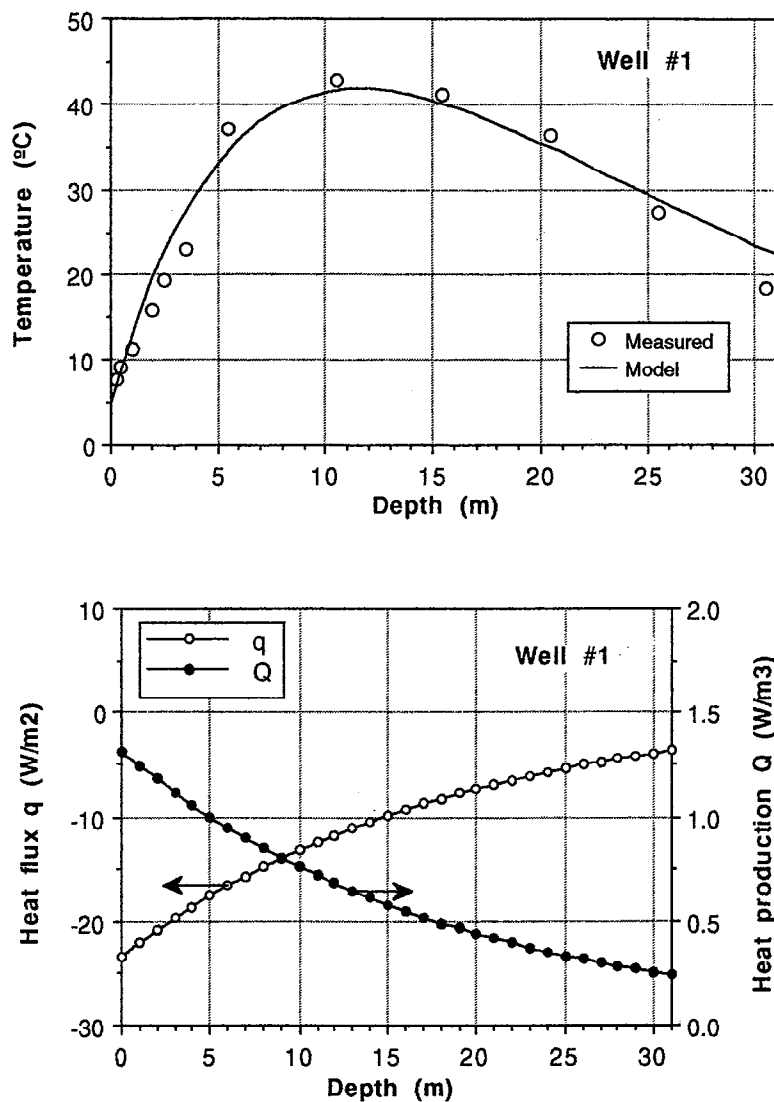 50
40
30
20
10
0
Temperature (ºC)
Well #1
Measured
Model
0 5 10 15 20 25 30
Depth (m)
10
0
-10
-20
-30
Heat flux q (W/m2)
q
Q
Well #1
2.0
1.5
1.0
0.5
0.0
Heat production Q (W/m3)
0 5 10 15 20 25 30
Depth (m)